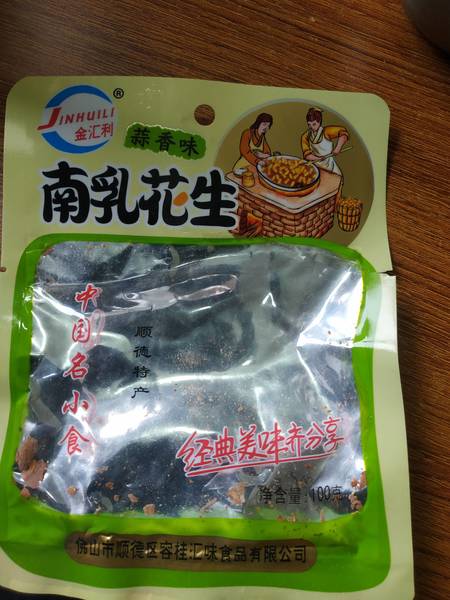 JINHUILI
金汇利
®
蒜香味
南乳花生
中国名小食
顺德特产
经典美味齐分享
净含量:100克
佛山市顺德区容桂汇味食品有限公司